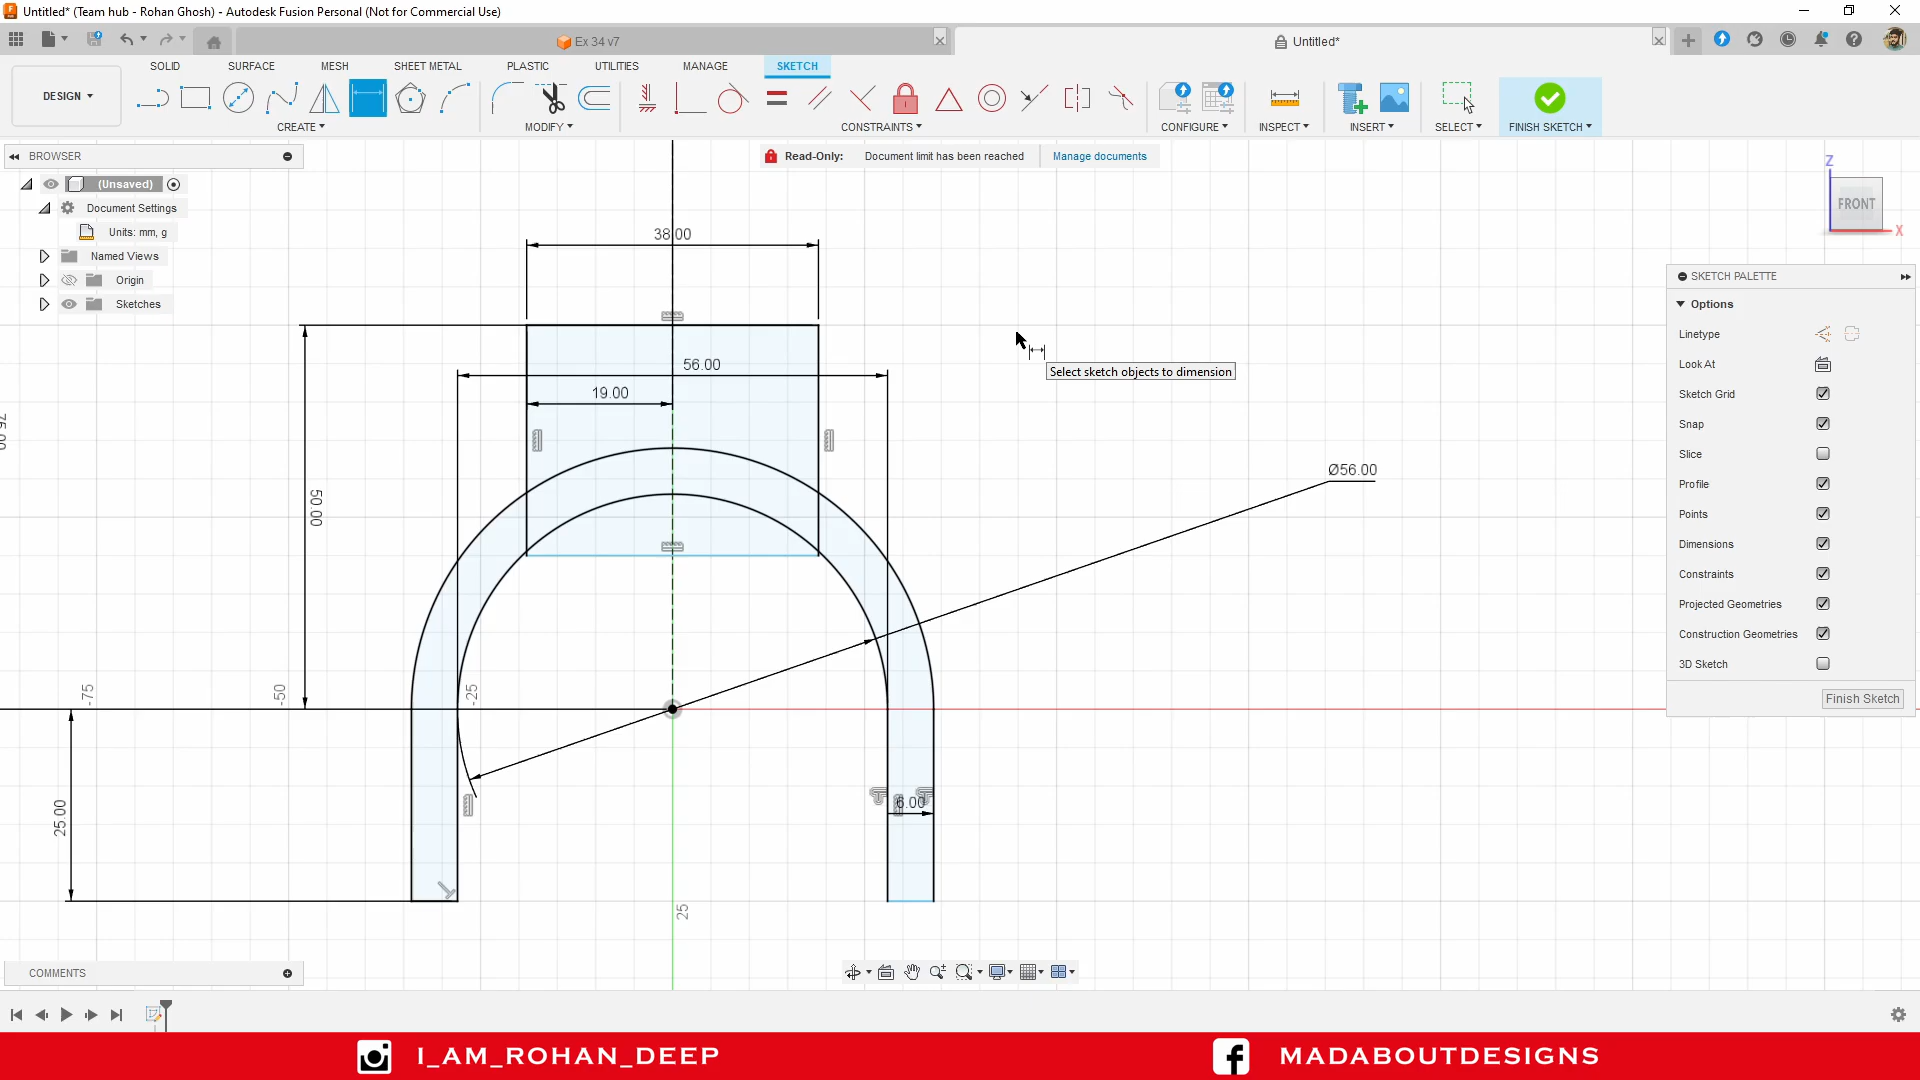 Untitled* (Team hub - Rohan Ghosh) - Autodesk Fusion Personal (Not for Commercial Use)
Ex 34 v7
Untitled*
SOLID SURFACE MESH SHEET METAL PLASTIC UTILITIES MANAGE SKETCH
DESIGN
CREATE MODIFY CONSTRAINTS CONFIGURE INSPECT INSERT SELECT FINISH SKETCH
BROWSER
Read-Only: Document limit has been reached Manage documents
(Unsaved)
Document Settings
Units: mm, g
Named Views
Origin
Sketches
Z
FRONT
X
38.00
56.00
19.00
50.00
Select sketch objects to dimension
Ø56.00
-75
-50
-25
25.00
6.00
25
SKETCH PALETTE
Options
Linetype
Look At
Sketch Grid
Snap
Slice
Profile
Points
Dimensions
Constraints
Projected Geometries
Construction Geometries
3D Sketch
Finish Sketch
COMMENTS
I_AM_ROHAN_DEEP
MADABOUTDESIGNS